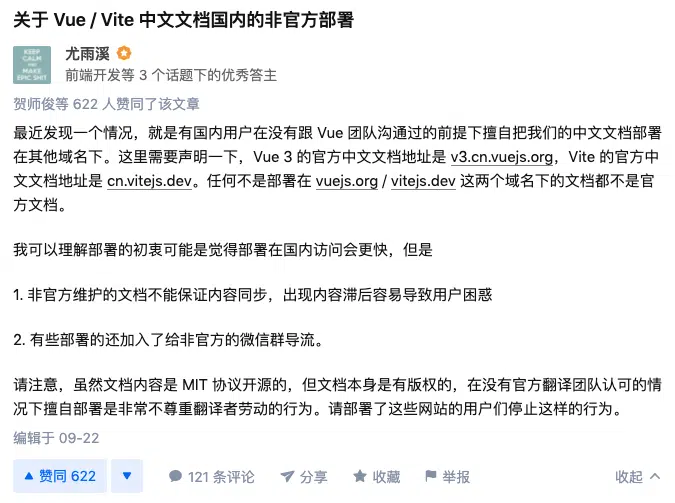 关于 Vue / Vite 中文文档国内的非官方部署
KEEP
CALM
AND
MAKE
EPIC SHIT
尤雨溪
前端开发等 3 个话题下的优秀答主
贺师俊等 622 人赞同了该文章
最近发现一个情况，就是有国内用户在没有跟 Vue 团队沟通过的前提下擅自把我们的中文文档部署
在其他域名下。这里需要声明一下，Vue 3 的官方中文文档地址是 v3.cn.vuejs.org，Vite 的官方中
文文档地址是 cn.vitejs.dev。任何不是部署在 vuejs.org / vitejs.dev 这两个域名下的文档都不是官
方文档。
我可以理解部署的初衷可能是觉得部署在国内访问会更快，但是
1. 非官方维护的文档不能保证内容同步，出现内容滞后容易导致用户困惑
2. 有些部署的还加入了给非官方的微信群导流。
请注意，虽然文档内容是 MIT 协议开源的，但文档本身是有版权的，在没有官方翻译团队认可的情
况下擅自部署是非常不尊重翻译者劳动的行为。请部署了这些网站的用户们停止这样的行为。
编辑于 09-22
赞同 622 121 条评论 分享 收藏 举报 收起